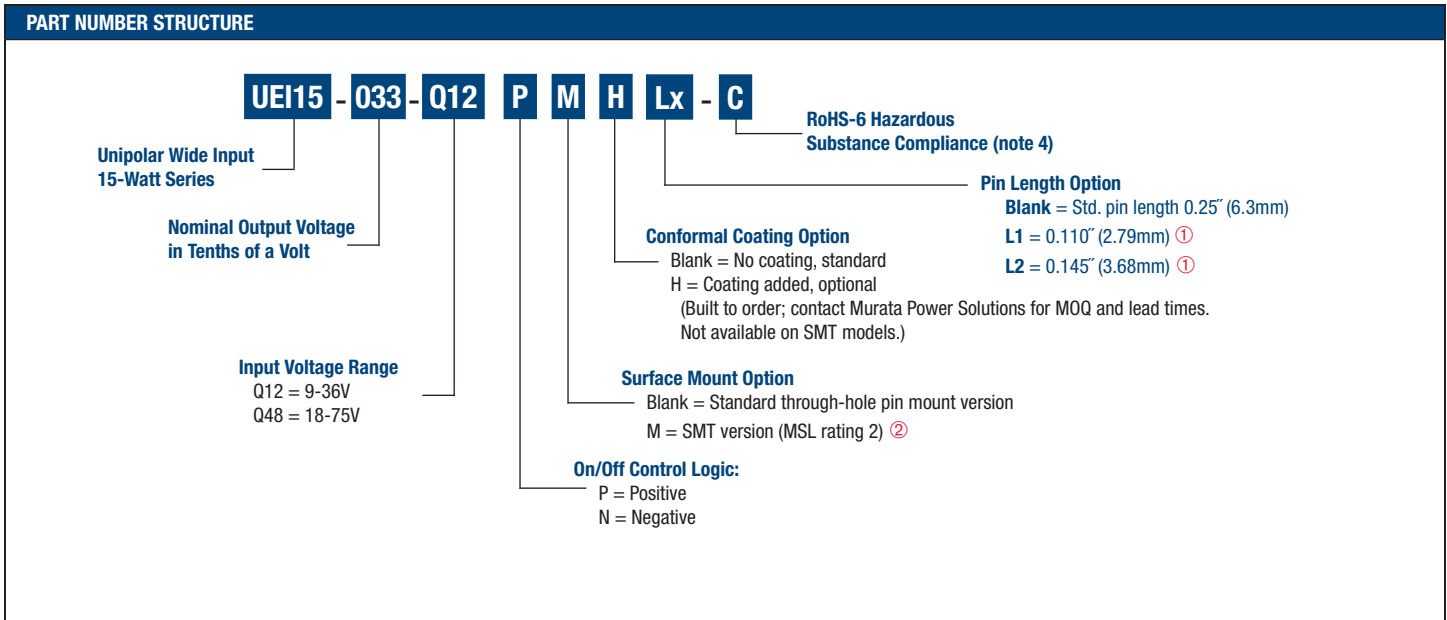 PART NUMBER STRUCTURE
UEI15 - 033 - Q12 P M H Lx - C
RoHS-6 Hazardous
Substance Compliance (note 4)
Unipolar Wide Input
15-Watt Series
Pin Length Option
Blank = Std. pin length 0.25˝ (6.3mm)
L1 = 0.110˝ (2.79mm) ①
L2 = 0.145˝ (3.68mm) ①
Nominal Output Voltage
in Tenths of a Volt
Conformal Coating Option
Blank = No coating, standard
H = Coating added, optional
(Built to order; contact Murata Power Solutions for MOQ and lead times.
Not available on SMT models.)
Input Voltage Range
Q12 = 9-36V
Q48 = 18-75V
Surface Mount Option
Blank = Standard through-hole pin mount version
M = SMT version (MSL rating 2) ②
On/Off Control Logic:
P = Positive
N = Negative